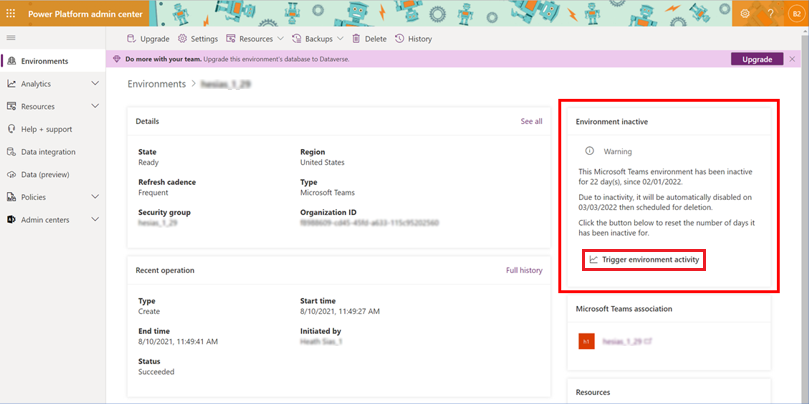 Power Platform admin center
? BZ
Upgrade Settings Resources Backups Delete History
Environments
Analytics
Resources
Help + support
Data integration
Data (preview)
Policies
Admin centers
Do more with your team. Upgrade this environment's database to Dataverse.
Upgrade
Environments > hesias_1_29
Details
See all
State
Ready
Region
United States
Refresh cadence
Frequent
Type
Microsoft Teams
Security group
hesias_1_29
Organization ID
Recent operation
Full history
Type
Create
Start time
8/10/2021, 11:49:27 AM
End time
8/10/2021, 11:49:41 AM
Initiated by
Heath Sias_1
Status
Succeeded
Environment inactive
Warning
This Microsoft Teams environment has been inactive
for 22 day(s), since 02/01/2022.
Due to inactivity, it will be automatically disabled on
03/03/2022 then scheduled for deletion.
Click the button below to reset the number of days it
has been inactive for.
Trigger environment activity
Microsoft Teams association
hesias_1_29
Resources